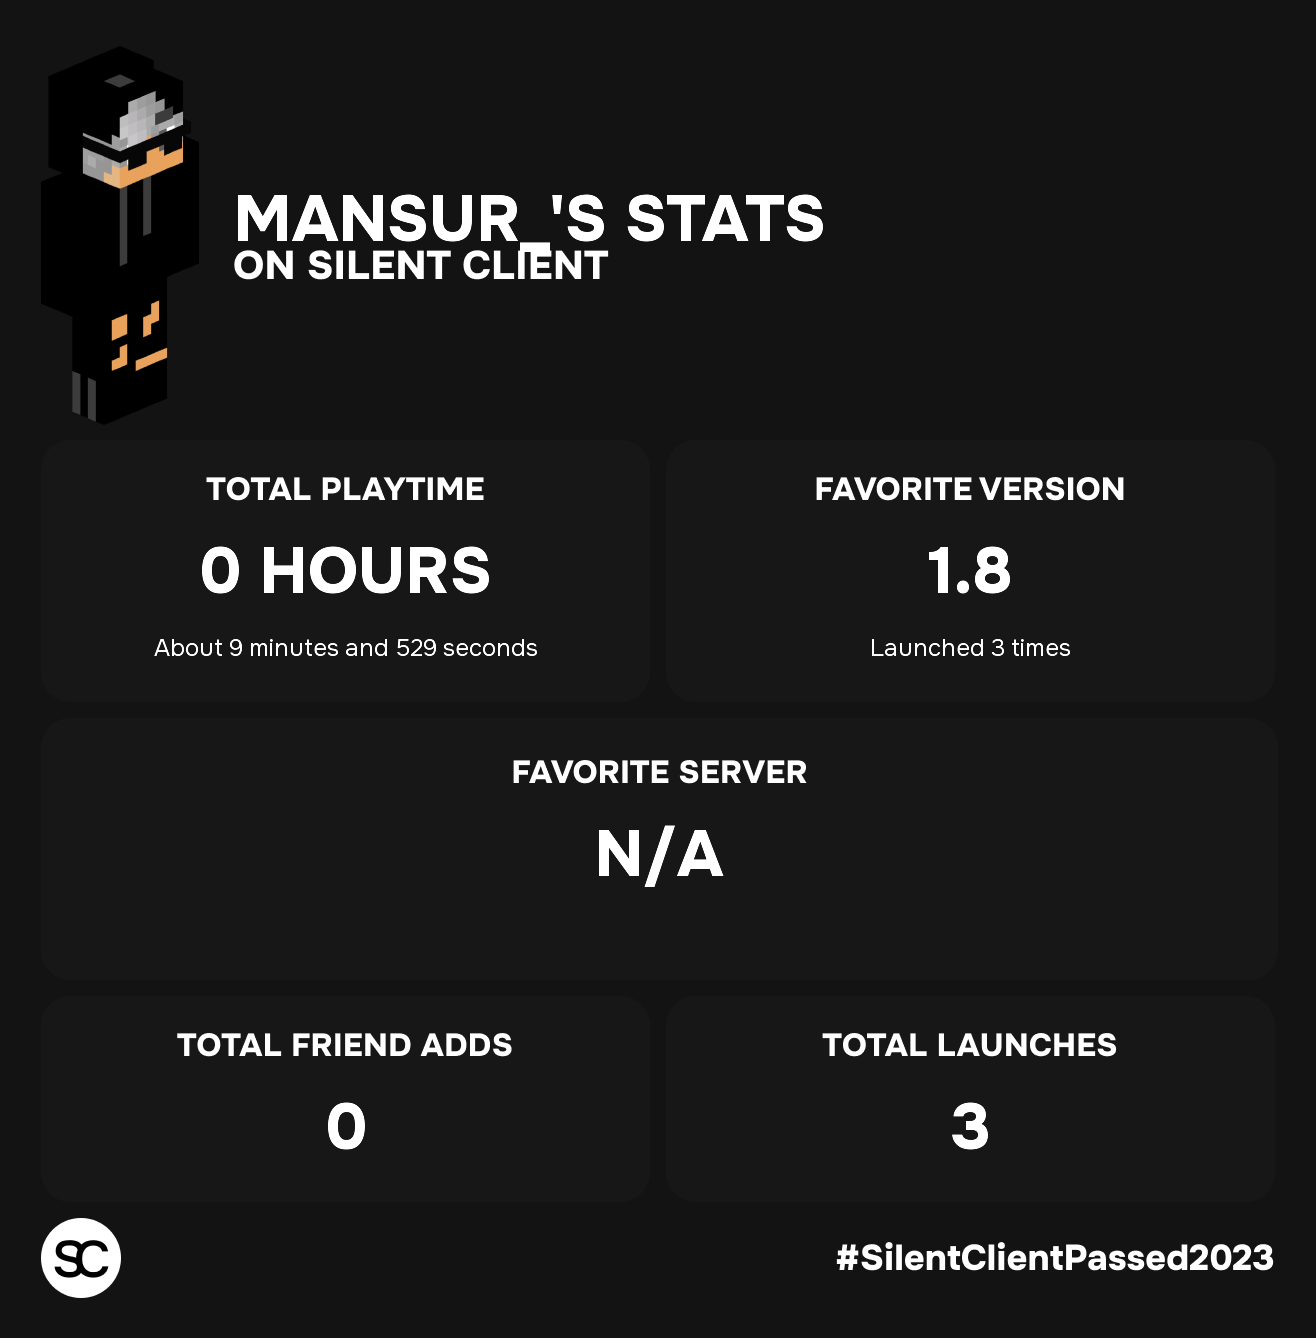 MANSUR_'S STATS
ON SILENT CLIENT
TOTAL PLAYTIME
0 HOURS
About 9 minutes and 529 seconds
FAVORITE VERSION
1.8
Launched 3 times
FAVORITE SERVER
N/A
TOTAL FRIEND ADDS
0
TOTAL LAUNCHES
3
SC
#SilentClientPassed2023